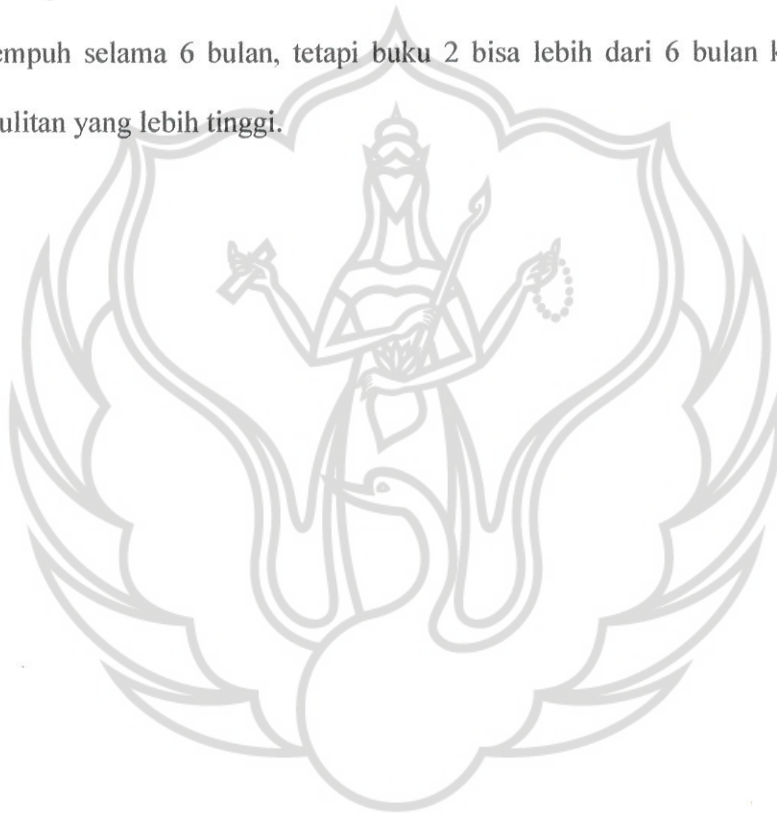 empuh selama 6 bulan, tetapi buku 2 bisa lebih dari 6 bulan
ulitan yang lebih tinggi.